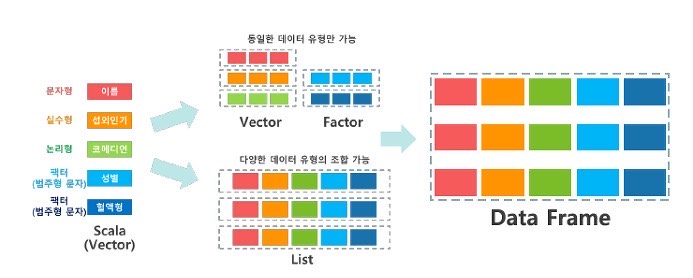 동일한 데이터 유형만 가능
문자형 이름
실수형 섭외인기
논리형 코메디언
팩터
(범주형 문자) 성별
팩터
(범주형 문자) 혈액형
Scala
(Vector)
Vector
Factor
다양한 데이터 유형의 조합 가능
List
Data Frame